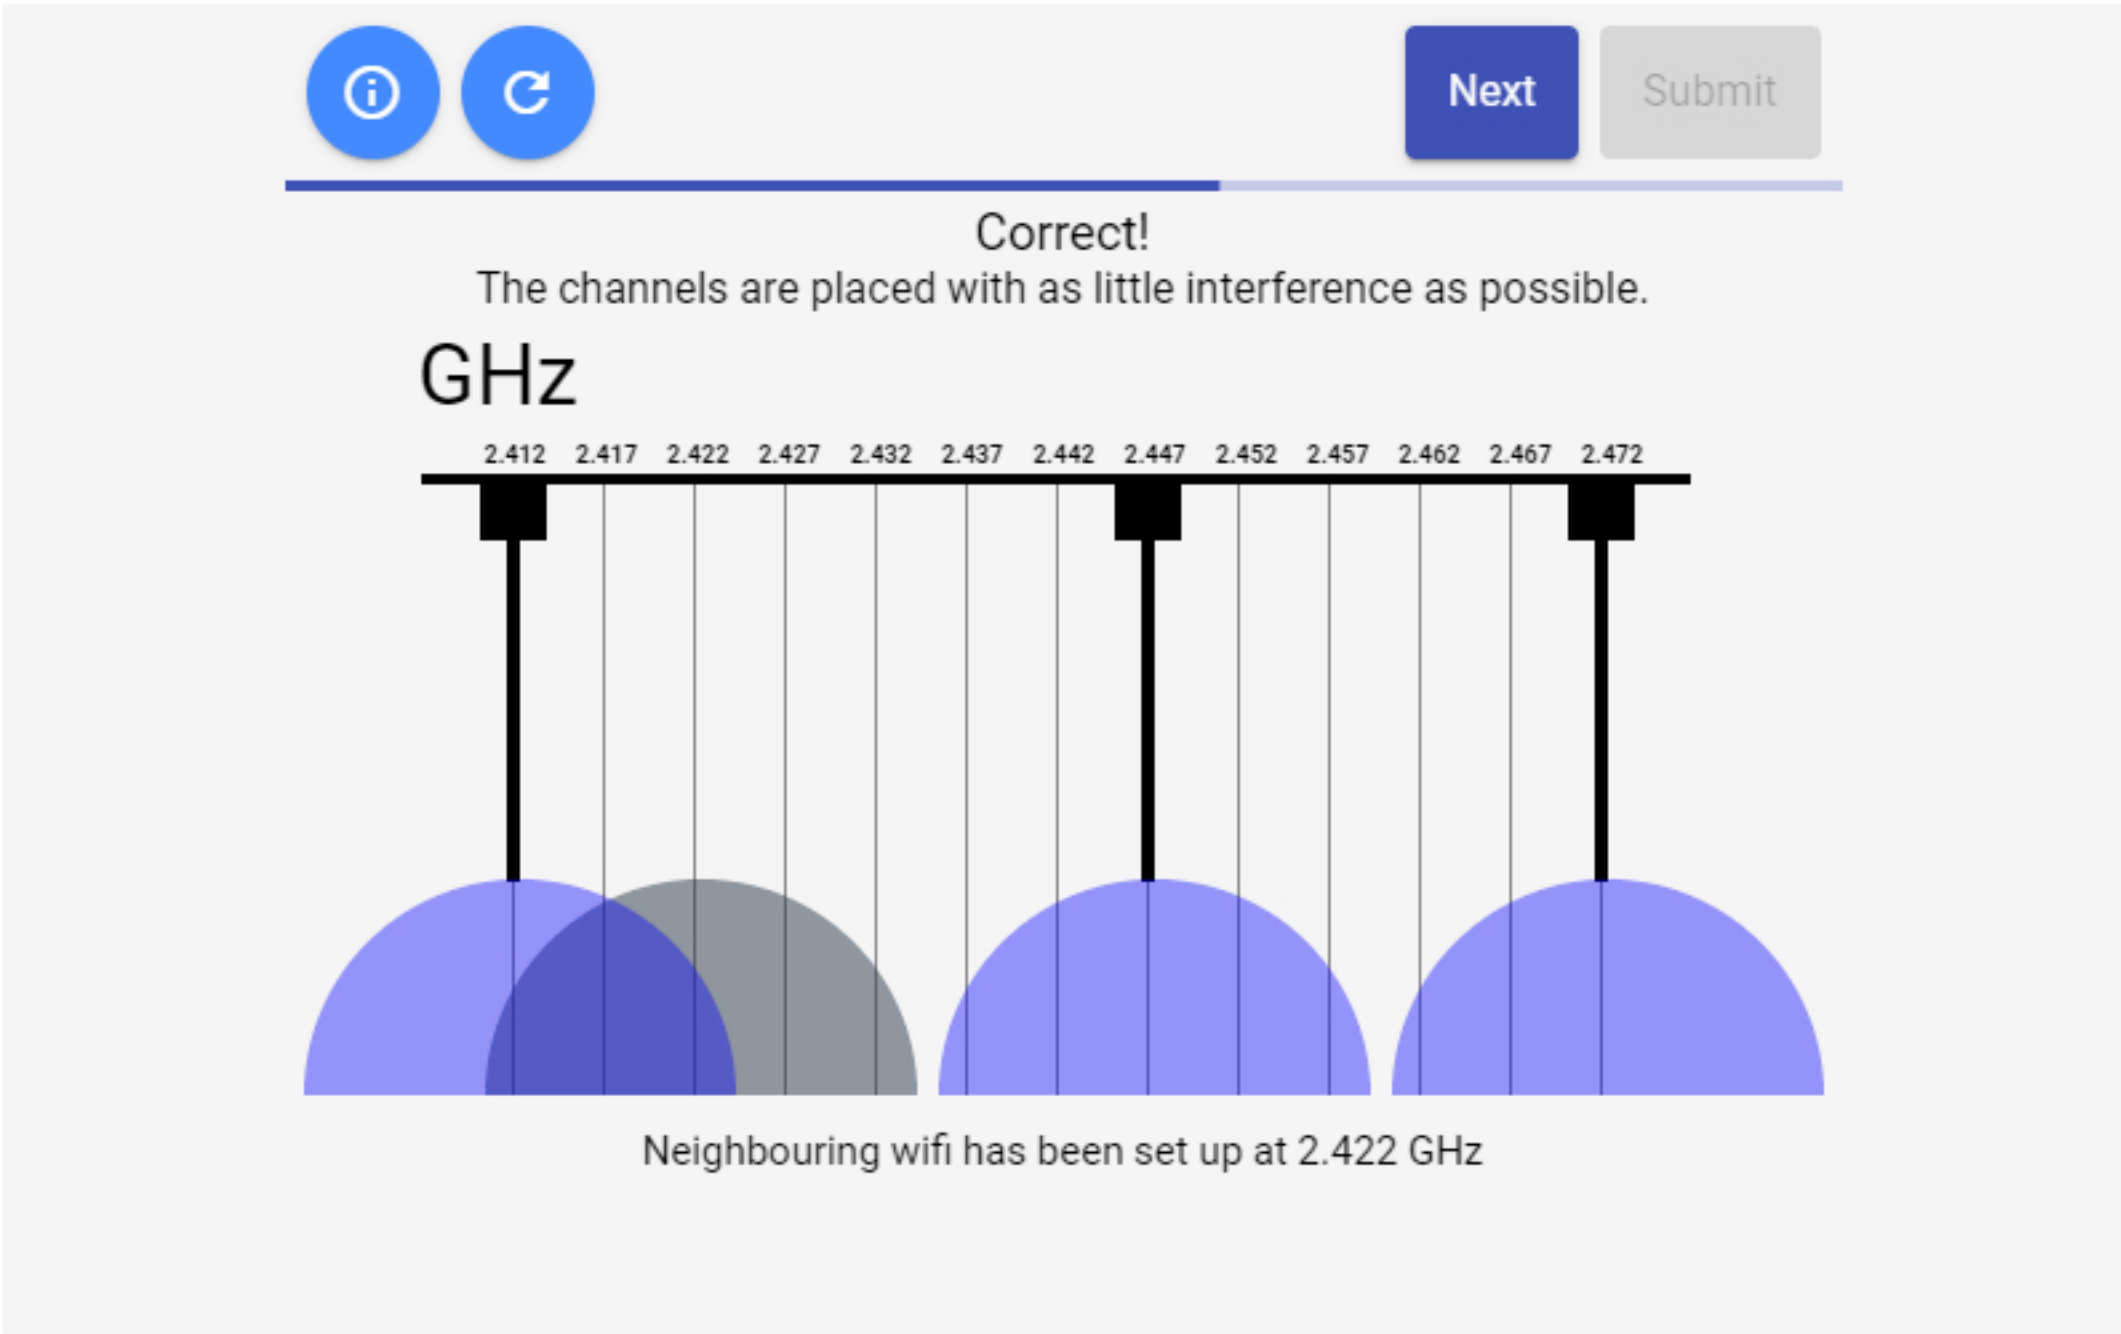 Next Submit
Correct!
The channels are placed with as little interference as possible.
GHz
2.412 2.417 2.422 2.427 2.432 2.437 2.442 2.447 2.452 2.457 2.462 2.467 2.472
Neighbouring wifi has been set up at 2.422 GHz